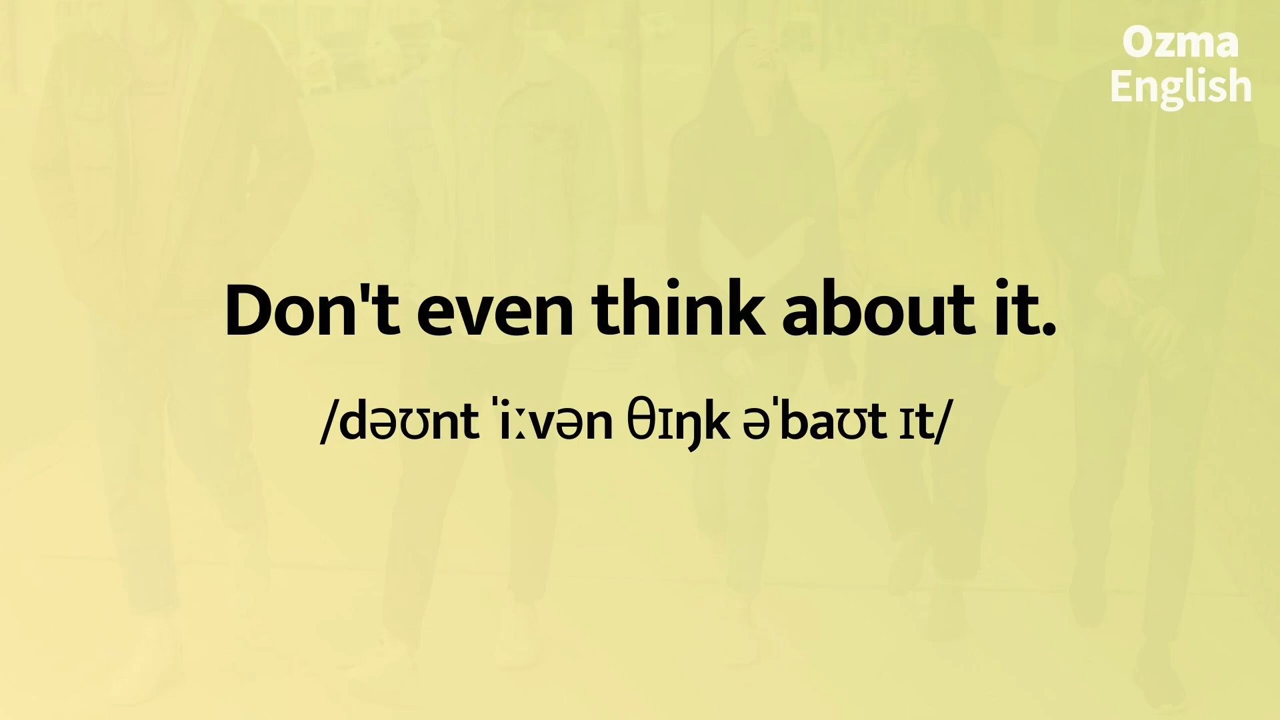 Ozma
English
Don't even think about it.
/dəʊnt ˈiːvən θɪŋk əˈbaʊt ɪt/